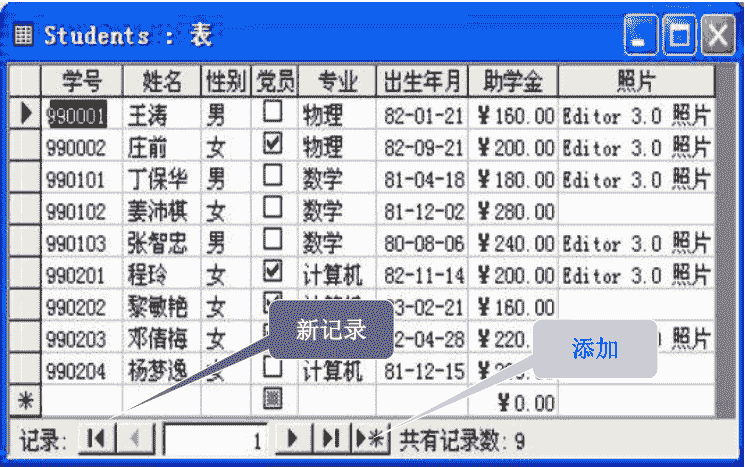 Students : 表
学号 姓名 性别 党员 专业 出生年月 助学金 照片
990001 王涛 男 物理 82-01-21 ¥160.00 Editor 3.0 照片
990002 庄前 女 物理 82-09-21 ¥200.00 Editor 3.0 照片
990101 丁保华 男 数学 81-04-18 ¥180.00 Editor 3.0 照片
990102 姜沛棋 女 数学 81-12-02 ¥280.00
990103 张智忠 男 数学 80-08-06 ¥240.00 Editor 3.0 照片
990201 程玲 女 计算机 82-11-14 ¥200.00 Editor 3.0 照片
990202 黎敏艳 女 3-02-21 ¥160.00
990203 邓倩梅 女 2-04-28 ¥220. 照片
990204 杨梦逸 女 计算机 81-12-15
¥0.00
新记录
添加
记录: 1 共有记录数: 9